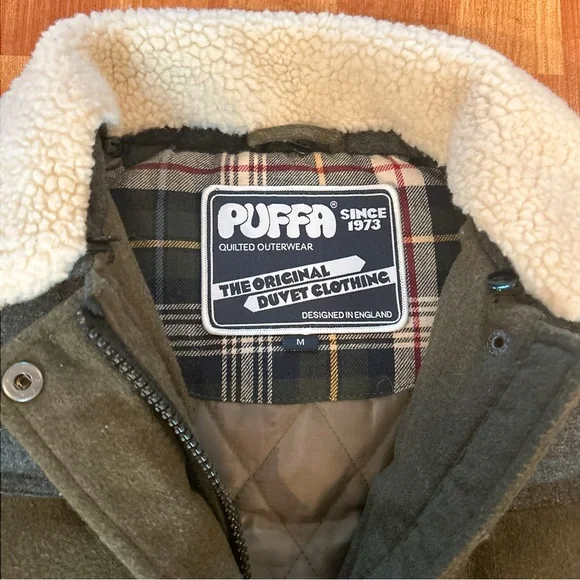 PUFFA® SINCE
1973
QUILTED OUTERWEAR
THE ORIGINAL
DUVET CLOTHING
DESIGNED IN ENGLAND
M